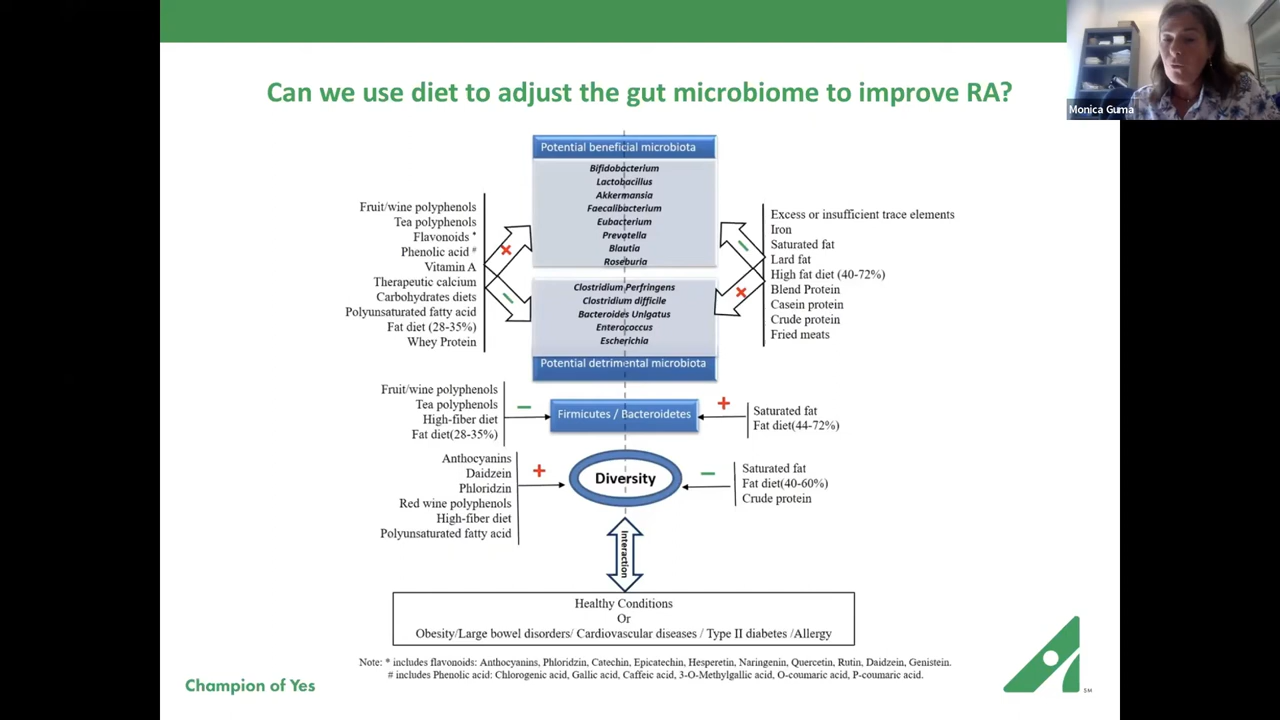 Monica Guma
Can we use diet to adjust the gut microbiome to improve RA?
Potential beneficial microbiota
Bifidobacterium
Lactobacillus
Akkermansia
Faecalibacterium
Eubacterium
Prevotella
Blautia
Roseburia
Clostridium Perfringens
Clostridium difficile
Bacteroides Unlgatus
Enterococcus
Escherichia
Potential detrimental microbiota
Fruit/wine polyphenols
Tea polyphenols
Flavonoids *
Phenolic acid #
Vitamin A
Therapeutic calcium
Carbohydrates diets
Polyunsaturated fatty acid
Fat diet (28-35%)
Whey Protein
Excess or insufficient trace elements
Iron
Saturated fat
Lard fat
High fat diet (40-72%)
Blend Protein
Casein protein
Crude protein
Fried meats
Fruit/wine polyphenols
Tea polyphenols
High-fiber diet
Fat diet(28-35%)
Firmicutes / Bacteroidetes
Saturated fat
Fat diet(44-72%)
Anthocyanins
Daidzein
Phloridzin
Red wine polyphenols
High-fiber diet
Polyunsaturated fatty acid
Diversity
Saturated fat
Fat diet(40-60%)
Crude protein
Interaction
Healthy Conditions
Or
Obesity/Large bowel disorders/ Cardiovascular diseases / Type II diabetes /Allergy
Note: * includes flavonoids: Anthocyanins, Phloridzin, Catechin, Epicatechin, Hesperetin, Naringenin, Quercetin, Rutin, Daidzein, Genistein.
# includes Phenolic acid: Chlorogenic acid, Gallic acid, Caffeic acid, 3-O-Methylgallic acid, O-coumaric acid, P-coumaric acid.
Champion of Yes
SM